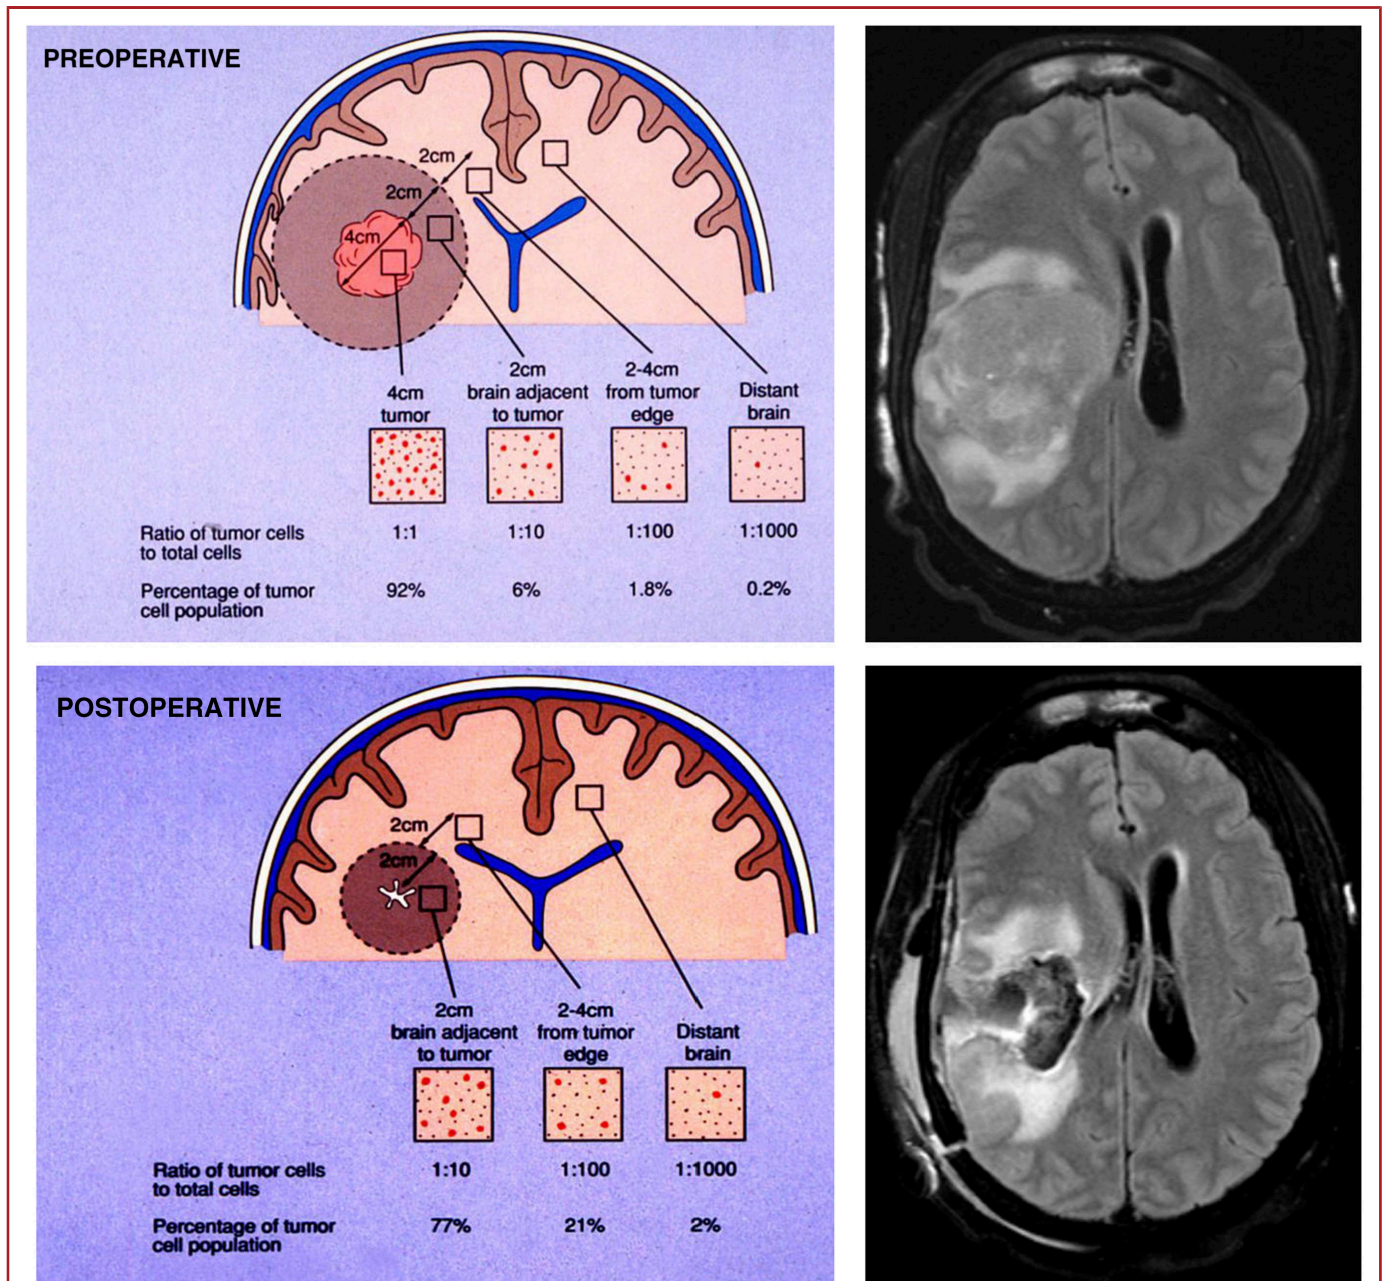 PREOPERATIVE
2cm
2cm
4cm
4cm
tumor
2cm
brain adjacent
to tumor
2-4cm
from tumor
edge
Distant
brain
Ratio of tumor cells
to total cells
1:1
1:10
1:100
1:1000
Percentage of tumor
cell population
92%
6%
1.8%
0.2%
POSTOPERATIVE
2cm
2cm
2cm
brain adjacent
to tumor
2-4cm
from tumor
edge
Distant
brain
Ratio of tumor cells
to total cells
1:10
1:100
1:1000
Percentage of tumor
cell population
77%
21%
2%